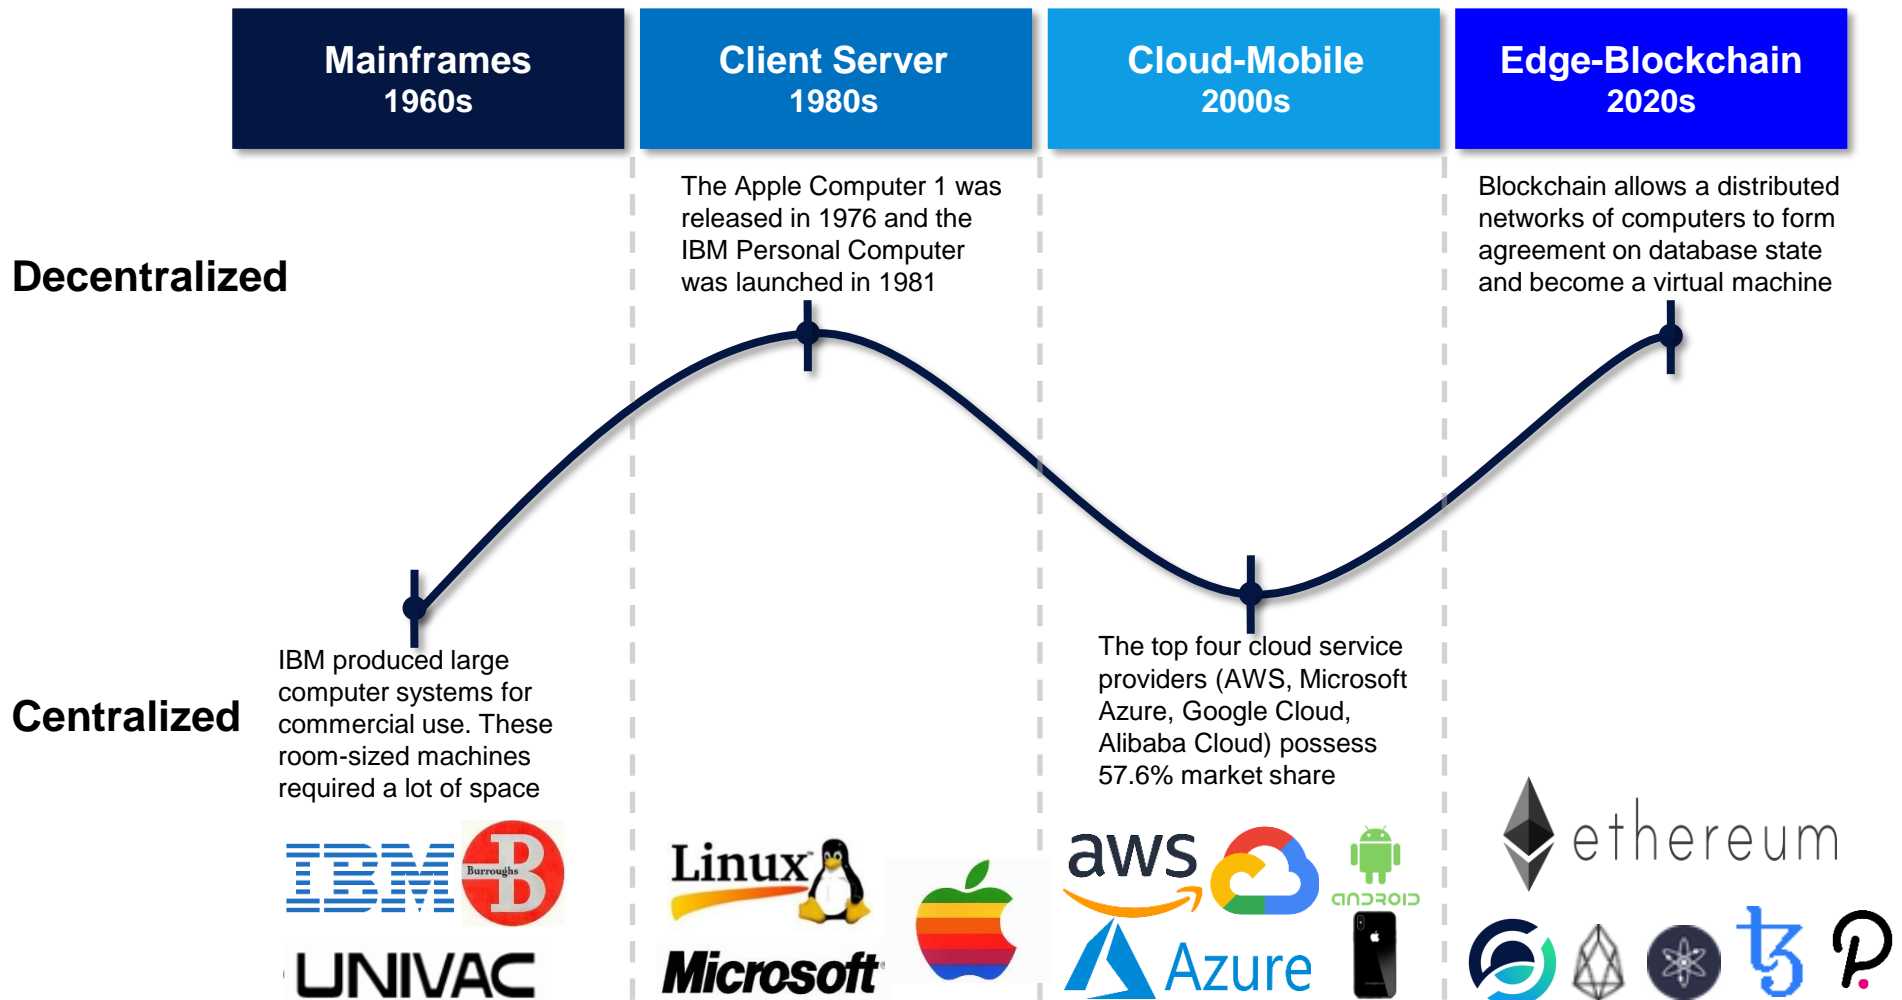 Mainframes
1960s
Client Server
1980s
Cloud-Mobile
2000s
Edge-Blockchain
2020s
Decentralized
The Apple Computer 1 was
released in 1976 and the
IBM Personal Computer
was launched in 1981
Blockchain allows a distributed
networks of computers to form
agreement on database state
and become a virtual machine
Centralized
IBM produced large
computer systems for
commercial use. These
room-sized machines
required a lot of space
The top four cloud service
providers (AWS, Microsoft
Azure, Google Cloud,
Alibaba Cloud) possess
57.6% market share
IBM
B
Burroughs
UNIVAC
Linux
Microsoft
aws
ANDROID
Azure
ethereum